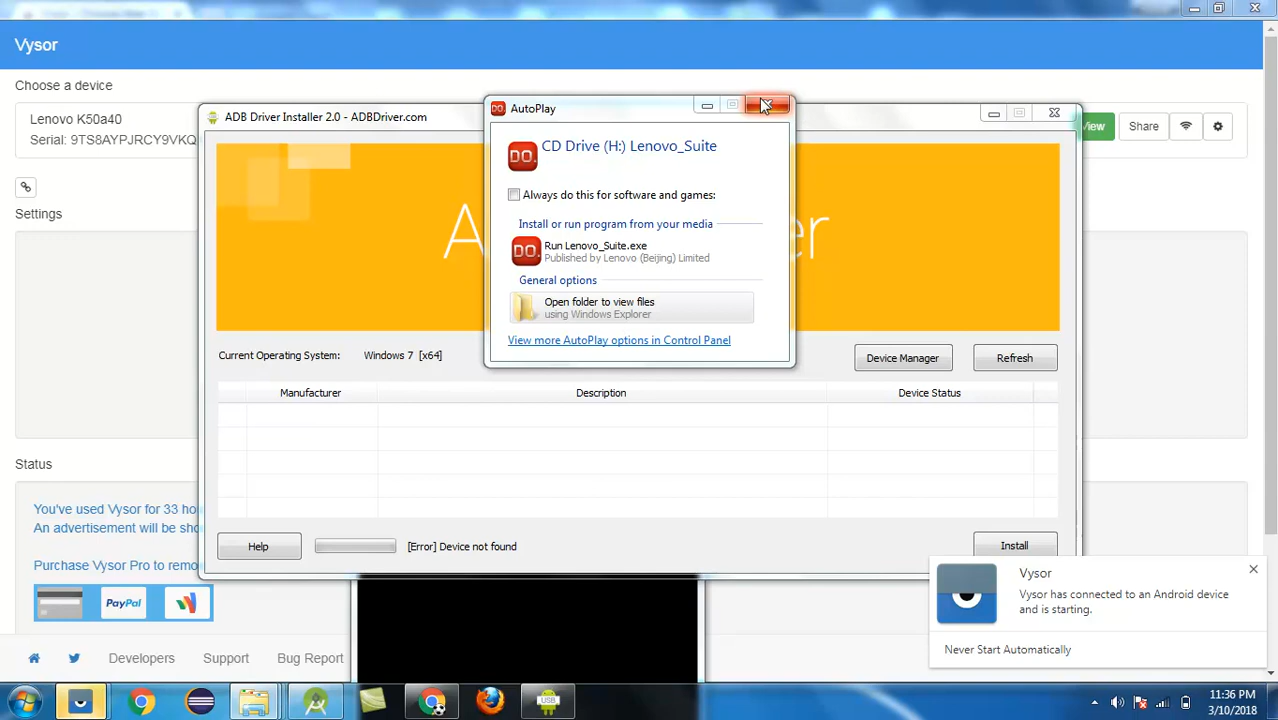 Vysor
Choose a device
Lenovo K50a40
Serial: 9TS8AYPJRCY9VKQ
View
Share
Settings
ADB Driver Installer 2.0 - ADBDriver.com
A
er
AutoPlay
DO.
DO.
CD Drive (H:) Lenovo_Suite
Always do this for software and games:
Install or run program from your media
DO.
Run Lenovo_Suite.exe
Published by Lenovo (Beijing) Limited
General options
Open folder to view files
using Windows Explorer
View more AutoPlay options in Control Panel
Current Operating System: Windows 7 [x64]
Device Manager
Refresh
Manufacturer
Description
Device Status
Help
[Error] Device not found
Install
Status
You've used Vysor for 33 ho
An advertisement will be sho
Purchase Vysor Pro to remo
PayPal
Developers
Support
Bug Report
Vysor
Vysor has connected to an Android device
and is starting.
Never Start Automatically
USB
11:36 PM
3/10/2018